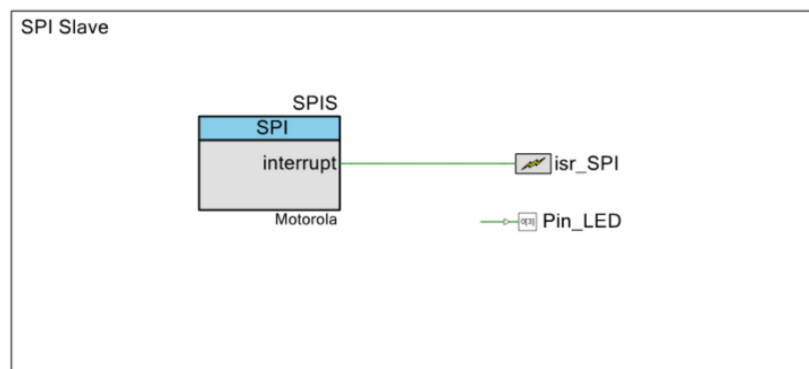 SPI Slave
SPIS
SPI
interrupt
isr_SPI
Motorola
Pin_LED